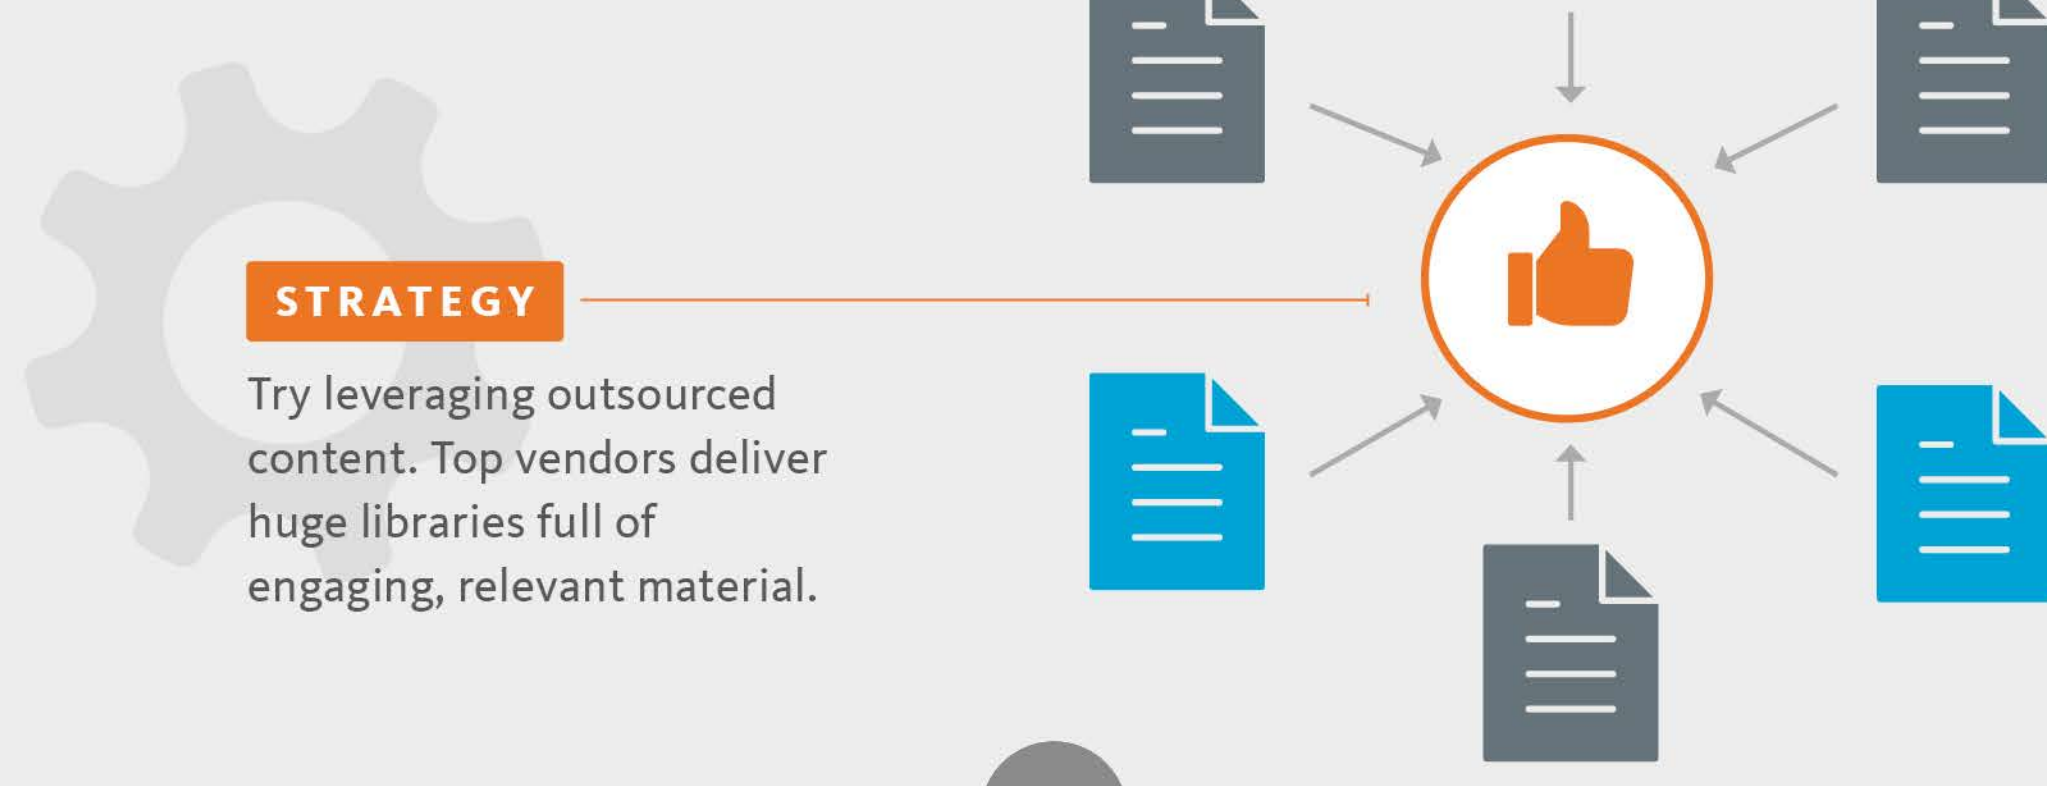 STRATEGY
Try leveraging outsourced
content. Top vendors deliver
huge libraries full of
engaging, relevant material.